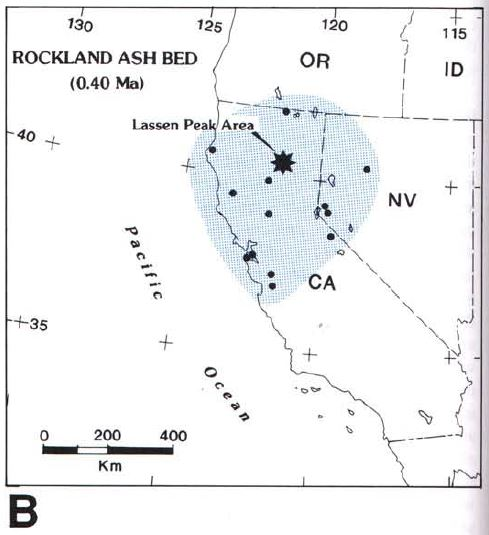 130
125
120
115
ROCKLAND ASH BED
(0.40 Ma)
OR
ID
Lassen Peak Area
40
NV
CA
Pacific
Ocean
35
0 200 400
Km
B